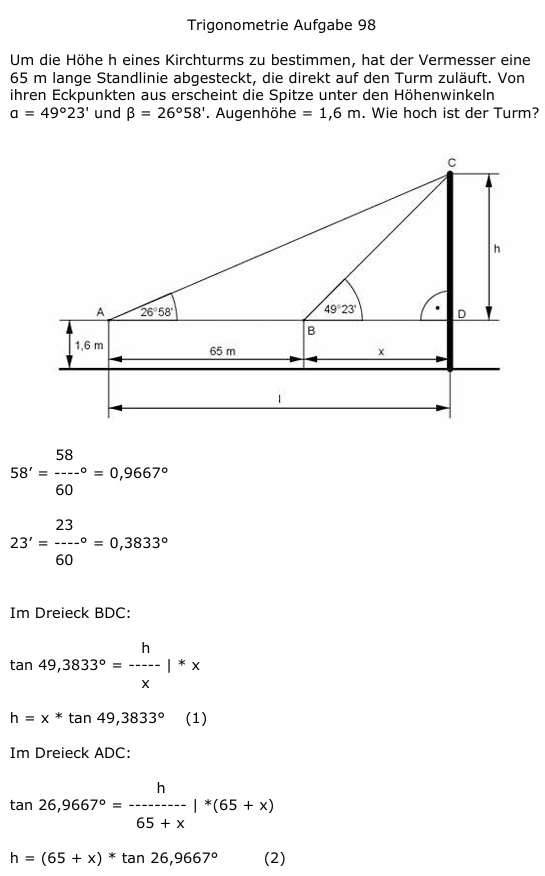 Trigonometrie Aufgabe 98
Um die Höhe h eines Kirchturms zu bestimmen, hat der Vermesser eine
65 m lange Standlinie abgesteckt, die direkt auf den Turm zuläuft. Von
ihren Eckpunkten aus erscheint die Spitze unter den Höhenwinkeln
α = 49°23' und β = 26°58'. Augenhöhe = 1,6 m. Wie hoch ist der Turm?
C
h
A
26°58'
49°23'
D
B
1,6 m
65 m
x
l
58
58’ = ----° = 0,9667°
60
23
23’ = ----° = 0,3833°
60
Im Dreieck BDC:
h
tan 49,3833° = ----- | * x
x
h = x * tan 49,3833° (1)
Im Dreieck ADC:
h
tan 26,9667° = --------- | *(65 + x)
65 + x
h = (65 + x) * tan 26,9667° (2)